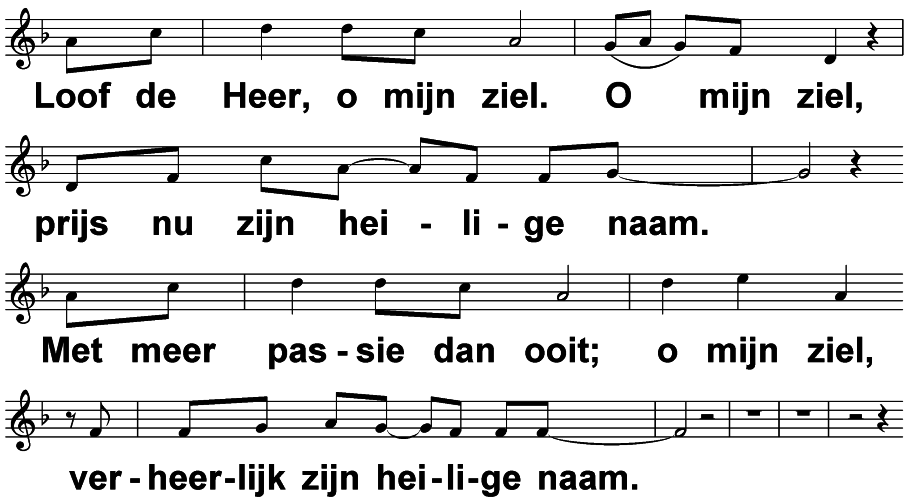 Loof de Heer, o mijn ziel. O mijn ziel,
prijs nu zijn hei - li - ge naam.
Met meer pas - sie dan ooit; o mijn ziel,
ver - heer - lijk zijn hei - li - ge naam.